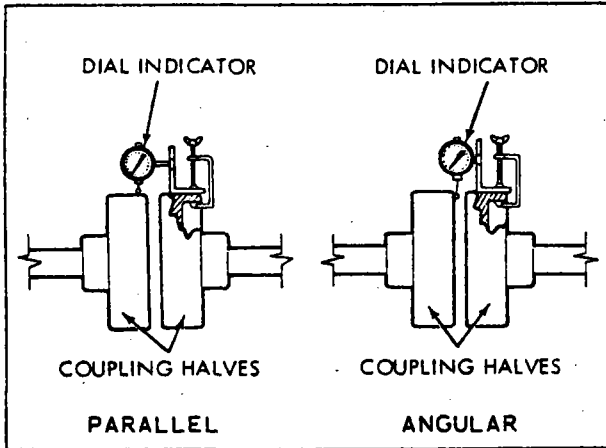 DIAL INDICATOR
DIAL INDICATOR
COUPLING HALVES
COUPLING HALVES
PARALLEL
ANGULAR